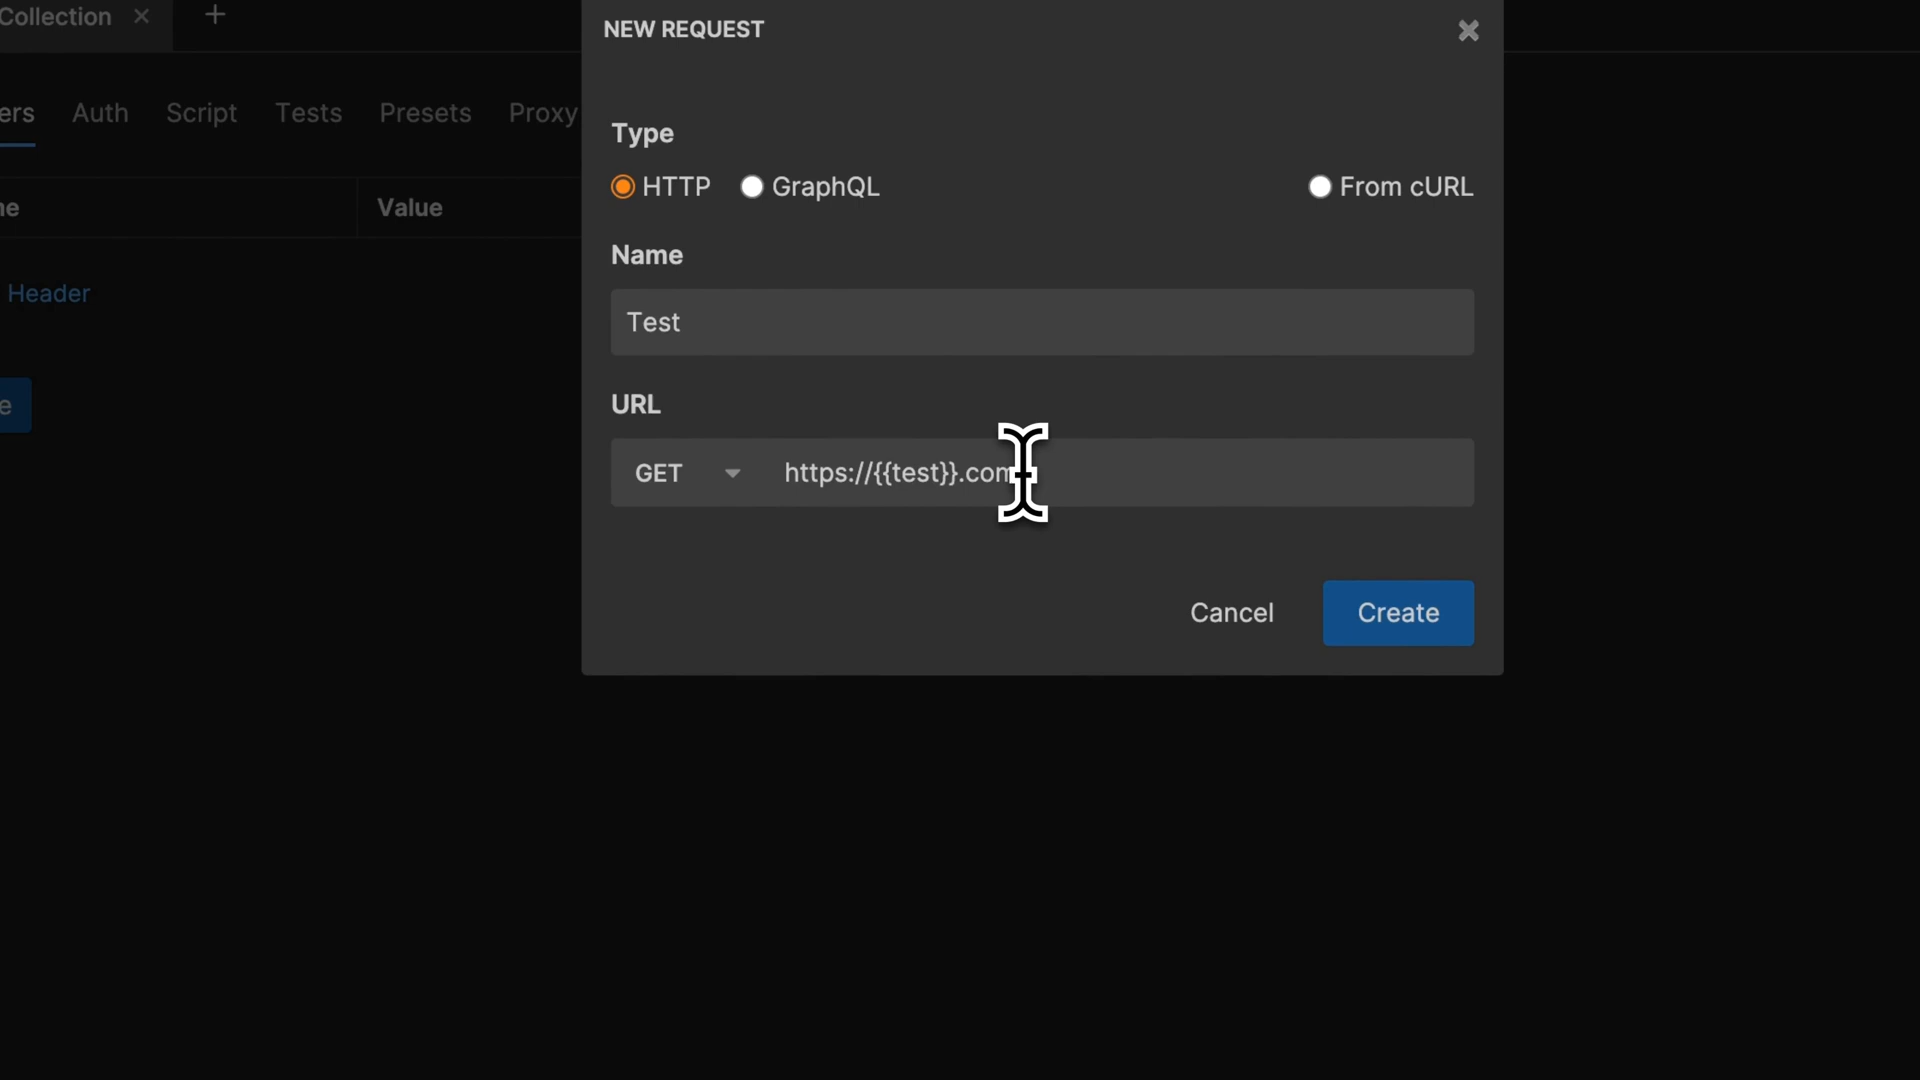 Collection
NEW REQUEST
ers Auth Script Tests Presets Proxy
Type
HTTP GraphQL From cURL
ne Value
Name
Header
Test
URL
e
GET https://{{test}}.com
Cancel Create